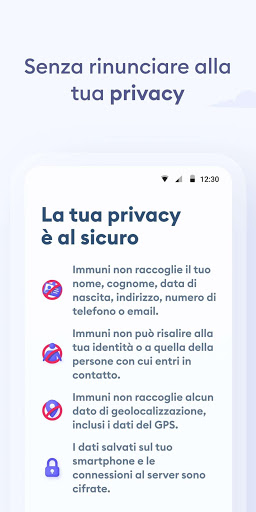 Senza rinunciare alla
tua privacy
12:30
La tua privacy
è al sicuro
Immuni non raccoglie il tuo
nome, cognome, data di
nascita, indirizzo, numero di
telefono o email.
Immuni non può risalire alla
tua identità o a quella della
persone con cui entri in
contatto.
Immuni non raccoglie alcun
dato di geolocalizzazione,
inclusi i dati del GPS.
I dati salvati sul tuo
smartphone e le
connessioni al server sono
cifrate.